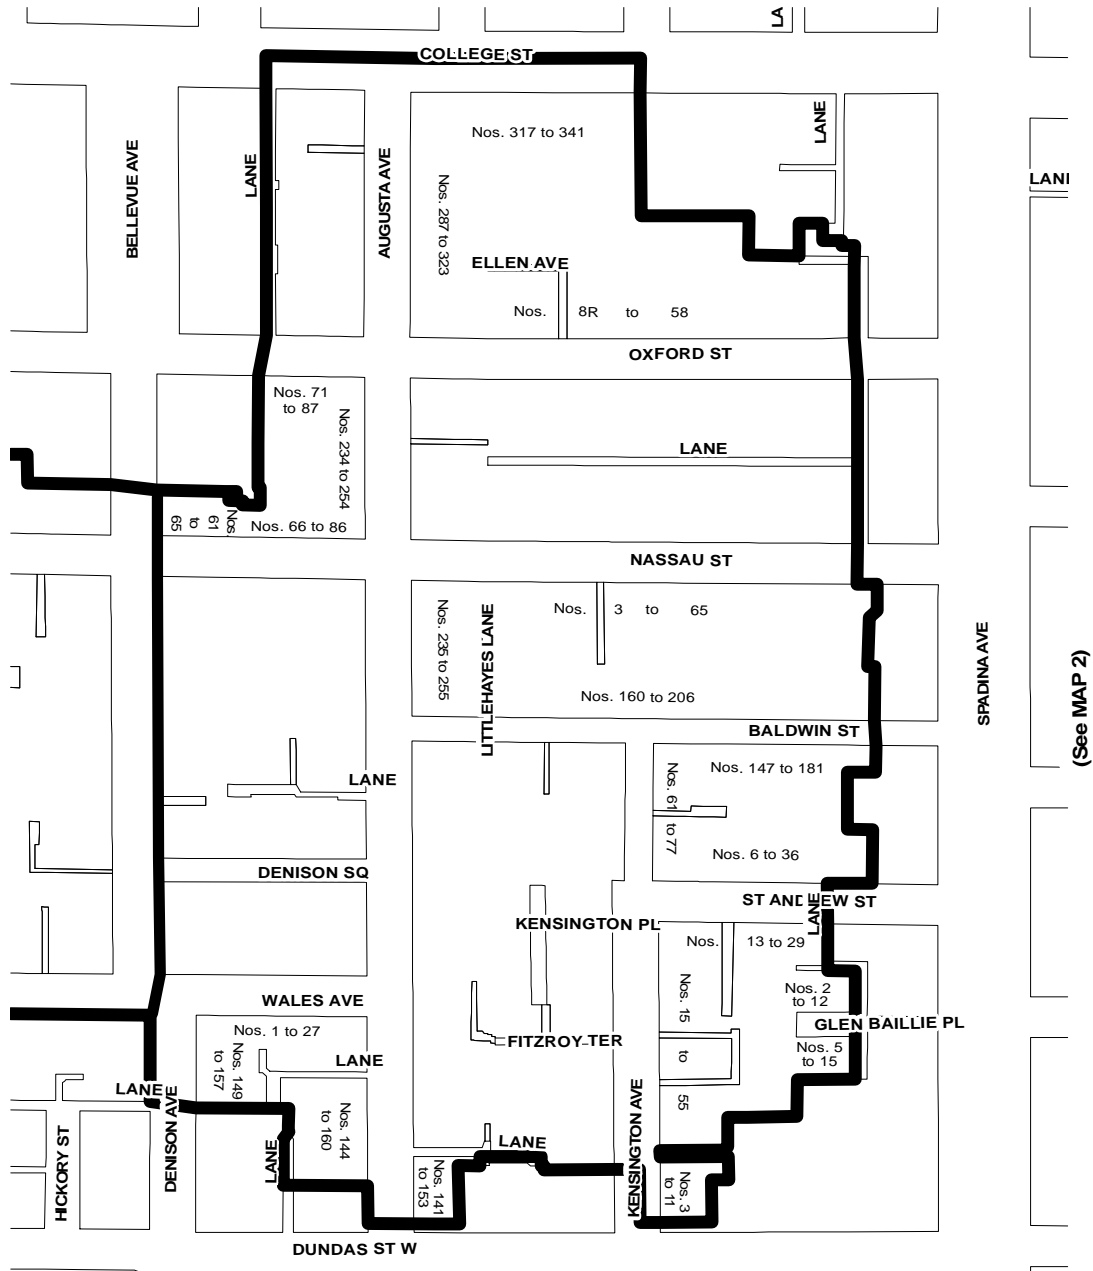 LA
COLLEGE ST
LANE
Nos. 317 to 341
BELLEVUE AVE
LANE
AUGUSTA AVE
Nos. 287 to 323
LAN
ELLEN AVE
Nos. 8R to 58
OXFORD ST
Nos. 71
to 87
Nos. 234 to 254
LANE
Nos.
61
to
65
Nos. 66 to 86
NASSAU ST
Nos. 235 to 255
LITTLEHAYES LANE
Nos. 3 to 65
SPADINA AVE
(See MAP 2)
Nos. 160 to 206
BALDWIN ST
LANE
Nos. 61 to 77
Nos. 147 to 181
Nos. 6 to 36
DENISON SQ
ST ANDREW ST
LANE
KENSINGTON PL
Nos. 13 to 29
Nos. 15 to 55
Nos. 2
to 12
WALES AVE
GLEN BAILLIE PL
Nos. 1 to 27
FITZROY TER
Nos. 5
to 15
LANE
Nos. 149
to 157
LANE
DENISON AVE
HICKORY ST
Nos. 144
to 160
LANE
LANE
KENSINGTON AVE
Nos. 141
to 153
Nos. 3
to 11
DUNDAS ST W